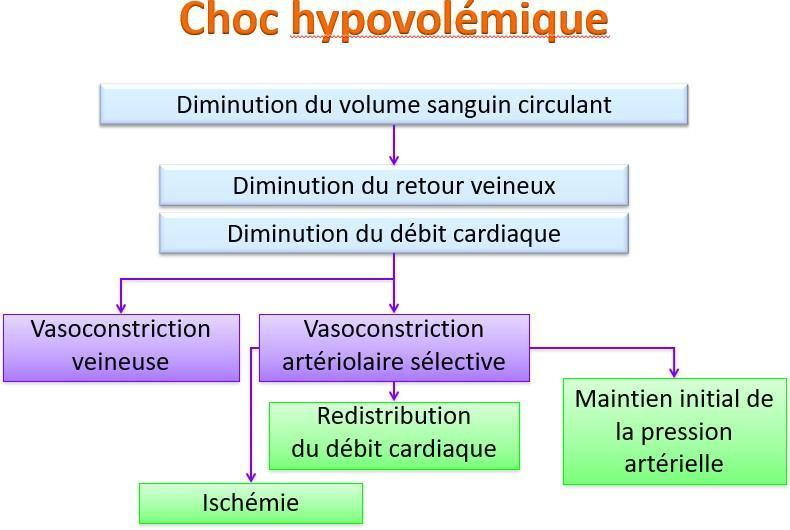 Choc hypovolémique
Diminution du volume sanguin circulant
Diminution du retour veineux
Diminution du débit cardiaque
Vasoconstriction
veineuse
Vasoconstriction
artériolaire sélective
Redistribution
du débit cardiaque
Maintien initial de
la pression
artérielle
Ischémie